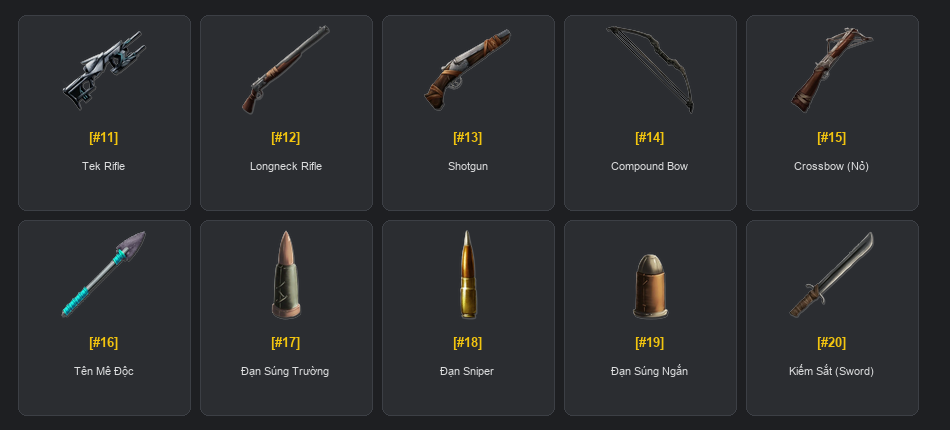 [#11]
Tek Rifle
[#12]
Longneck Rifle
[#13]
Shotgun
[#14]
Compound Bow
[#15]
Crossbow (Nỏ)
[#16]
Tên Mê Độc
[#17]
Đạn Súng Trường
[#18]
Đạn Sniper
[#19]
Đạn Súng Ngắn
[#20]
Kiếm Sắt (Sword)